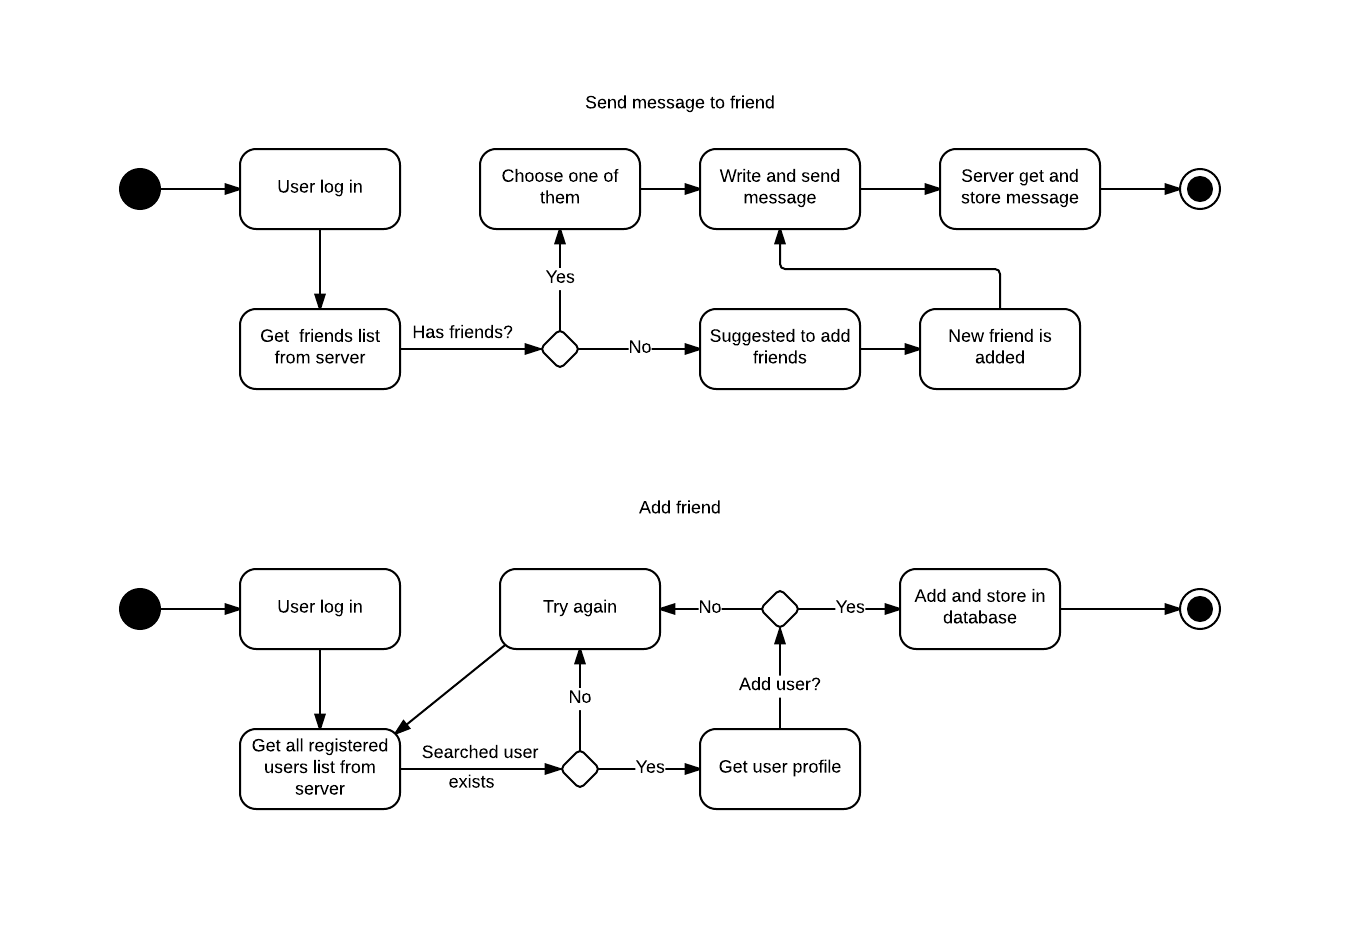 Send message to friend
User log in
Choose one of
them
Write and send
message
Server get and
store message
Yes
Get  friends list
from server
Has friends?
No
Suggested to add
friends
New friend is
added
Add friend
User log in
Try again
No
Yes
Add and store in
database
No
Add user?
Get all registered
users list from
server
Searched user
exists
Yes
Get user profile